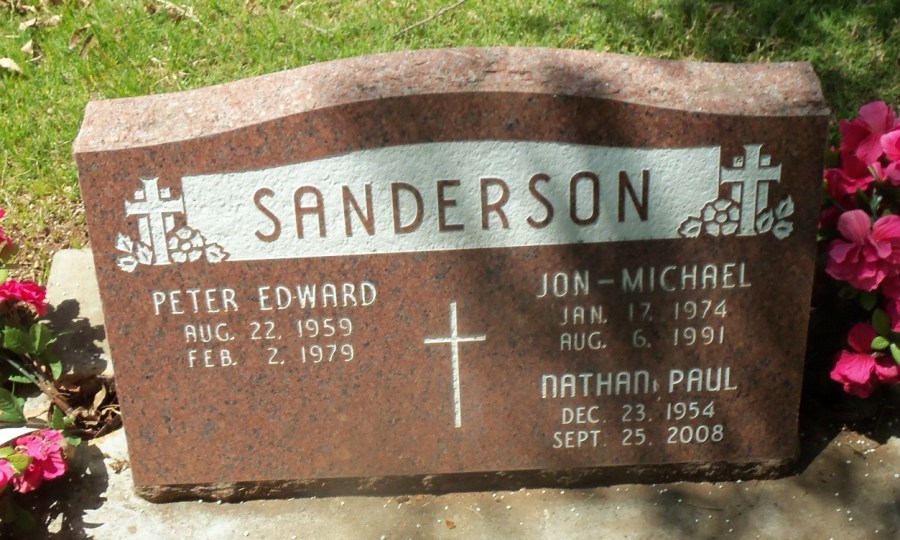 SANDERSON
PETER EDWARD
AUG. 22, 1959
FEB. 2, 1979
JON-MICHAEL
JAN. 17, 1974
AUG. 6, 1991
NATHAN PAUL
DEC. 23, 1954
SEPT. 25, 2008